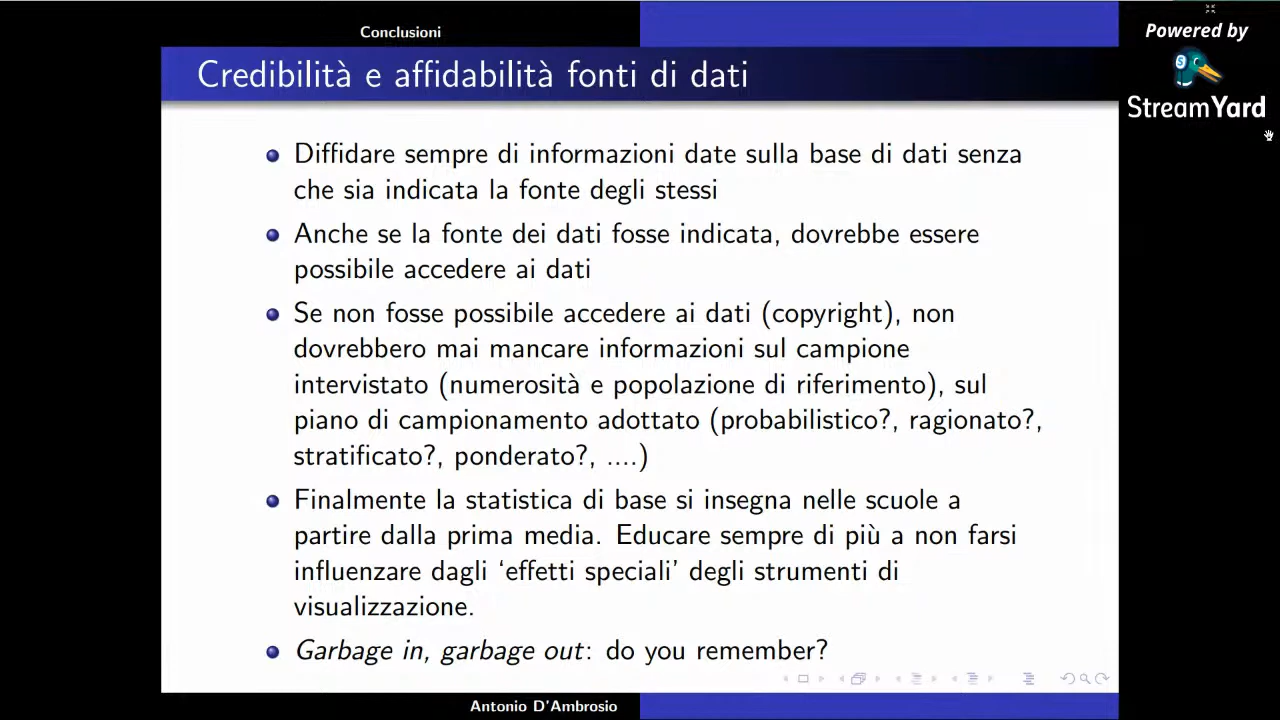 Conclusioni
Powered by
StreamYard
Credibilità e affidabilità fonti di dati
Diffidare sempre di informazioni date sulla base di dati senza
che sia indicata la fonte degli stessi
Anche se la fonte dei dati fosse indicata, dovrebbe essere
possibile accedere ai dati
Se non fosse possibile accedere ai dati (copyright), non
dovrebbero mai mancare informazioni sul campione
intervistato (numerosità e popolazione di riferimento), sul
piano di campionamento adottato (probabilistico?, ragionato?,
stratificato?, ponderato?, ....)
Finalmente la statistica di base si insegna nelle scuole a
partire dalla prima media. Educare sempre di più a non farsi
influenzare dagli ‘effetti speciali’ degli strumenti di
visualizzazione.
Garbage in, garbage out: do you remember?
Antonio D'Ambrosio